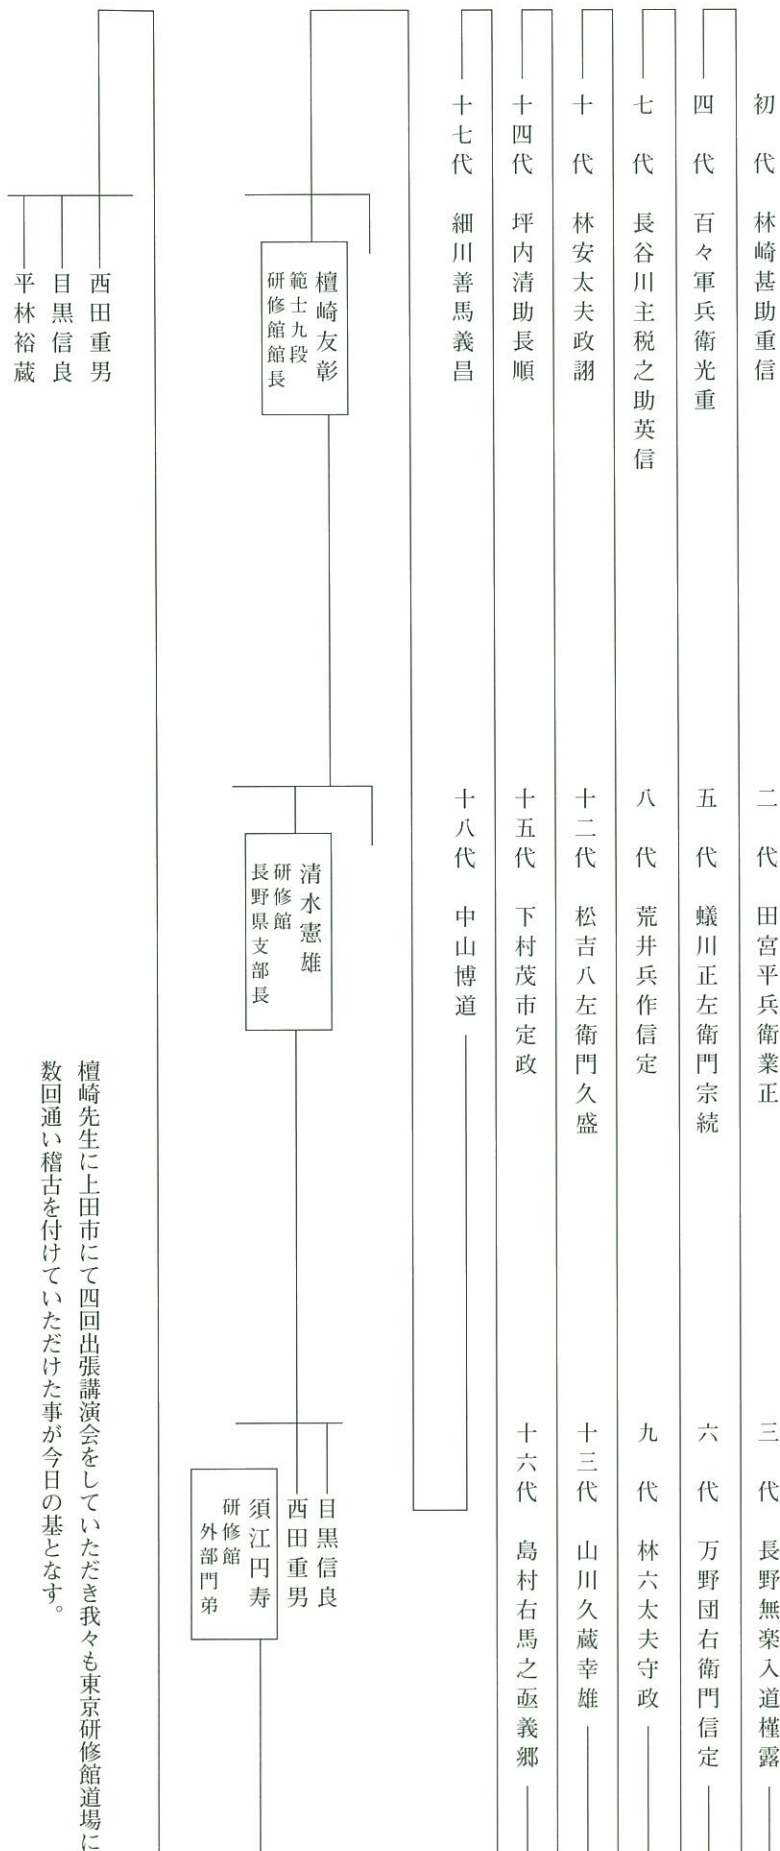 初代 林崎甚助重信
二代 田宮平兵衛業正
三代 長野無楽入道槿露
四代 百々軍兵衛光重
五代 蟻川正左衛門宗続
六代 万野団右衛門信定
七代 長谷川主税之助英信
八代 荒井兵作信定
九代 林六太夫守政
十代 林安太夫政詡
十二代 松吉八左衛門久盛
十三代 山川久蔵幸雄
十四代 坪内清助長順
十五代 下村茂市定政
十六代 島村右馬之亟義郷
十七代 細川善馬義昌
十八代 中山博道
檀崎友彰
範士九段
研修館館長
清水憲雄
研修館
長野県支部長
目黒信良
西田重男
須江円寿
研修館
外部門弟
西田重男
目黒信良
平林裕蔵
檀崎先生に上田市にて四回出張講演会をしていただき我々も東京研修館道場に
数回通い稽古を付けていただけた事が今日の基となす。